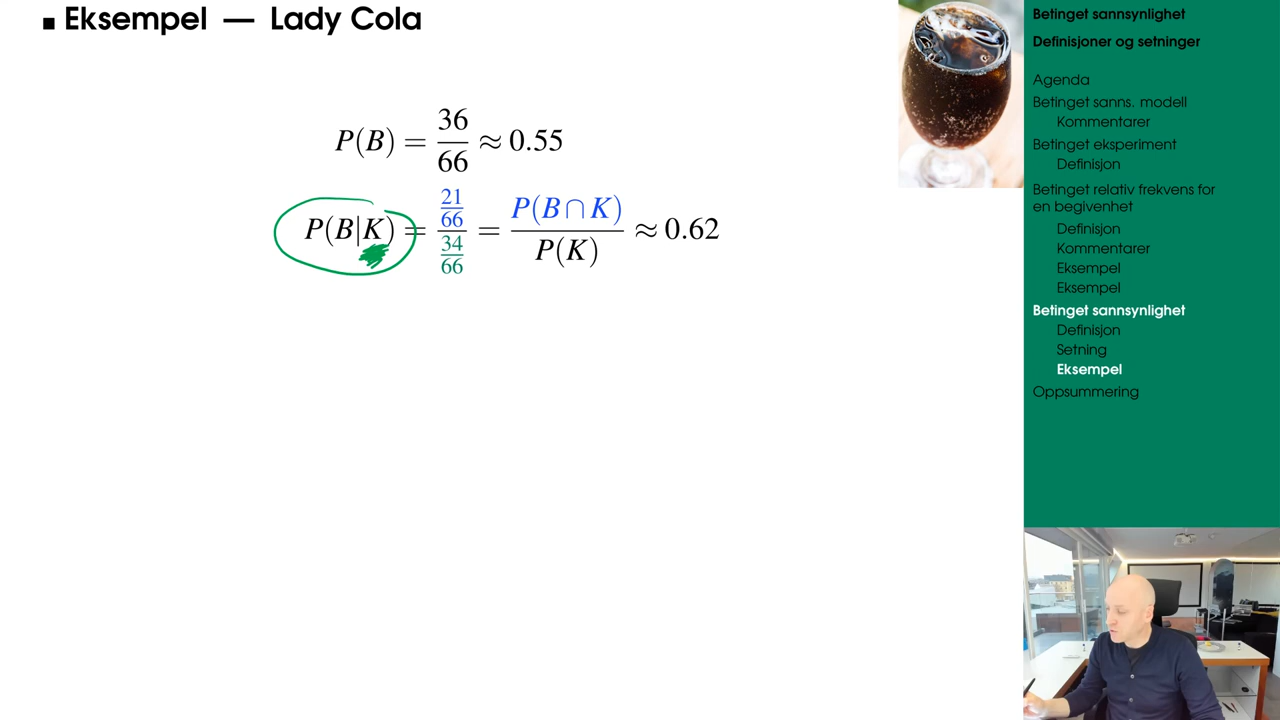 Eksempel — Lady Cola
P(B) = 36/66 ≈ 0.55
P(B|K) = (21/66)/(34/66) = P(B ∩ K)/P(K) ≈ 0.62
Betinget sannsynlighet
Definisjoner og setninger
Agenda
Betinget sanns. modell
Kommentarer
Betinget eksperiment
Definisjon
Betinget relativ frekvens for
en begivenhet
Definisjon
Kommentarer
Eksempel
Eksempel
Betinget sannsynlighet
Definisjon
Setning
Eksempel
Oppsummering